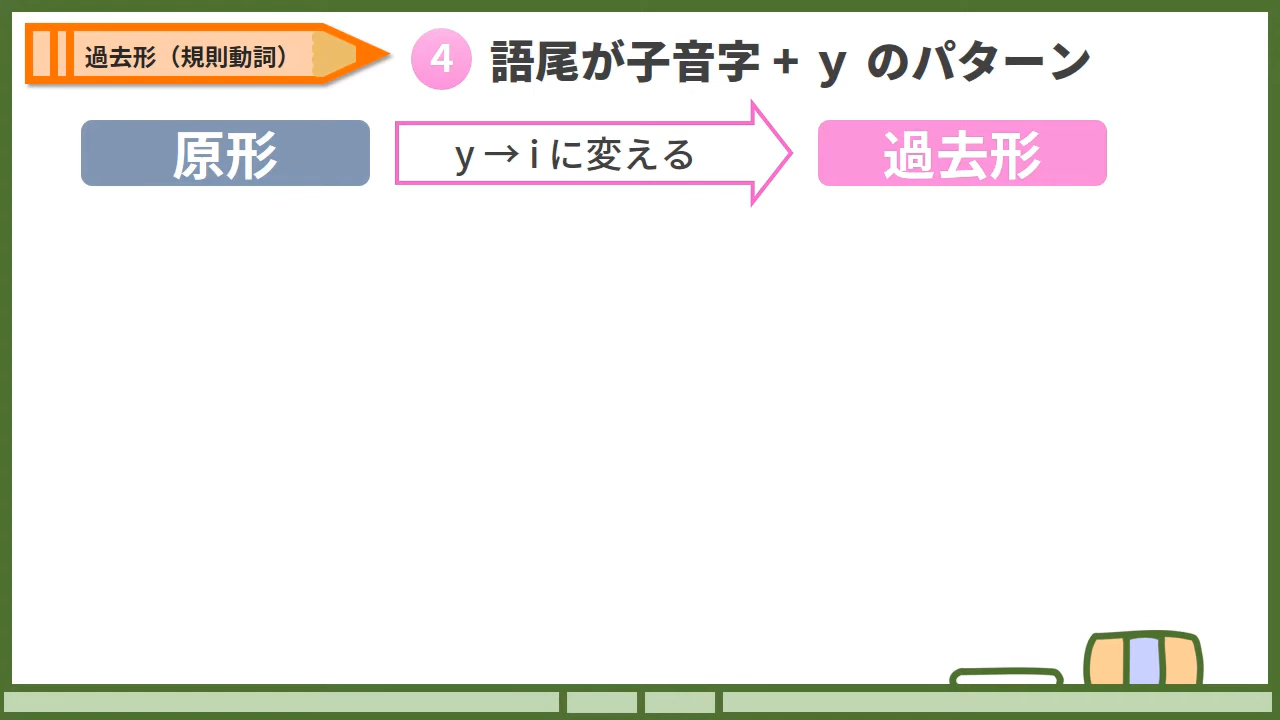 過去形（規則動詞）
4 語尾が子音字 + y のパターン
原形
y → i に変える
過去形